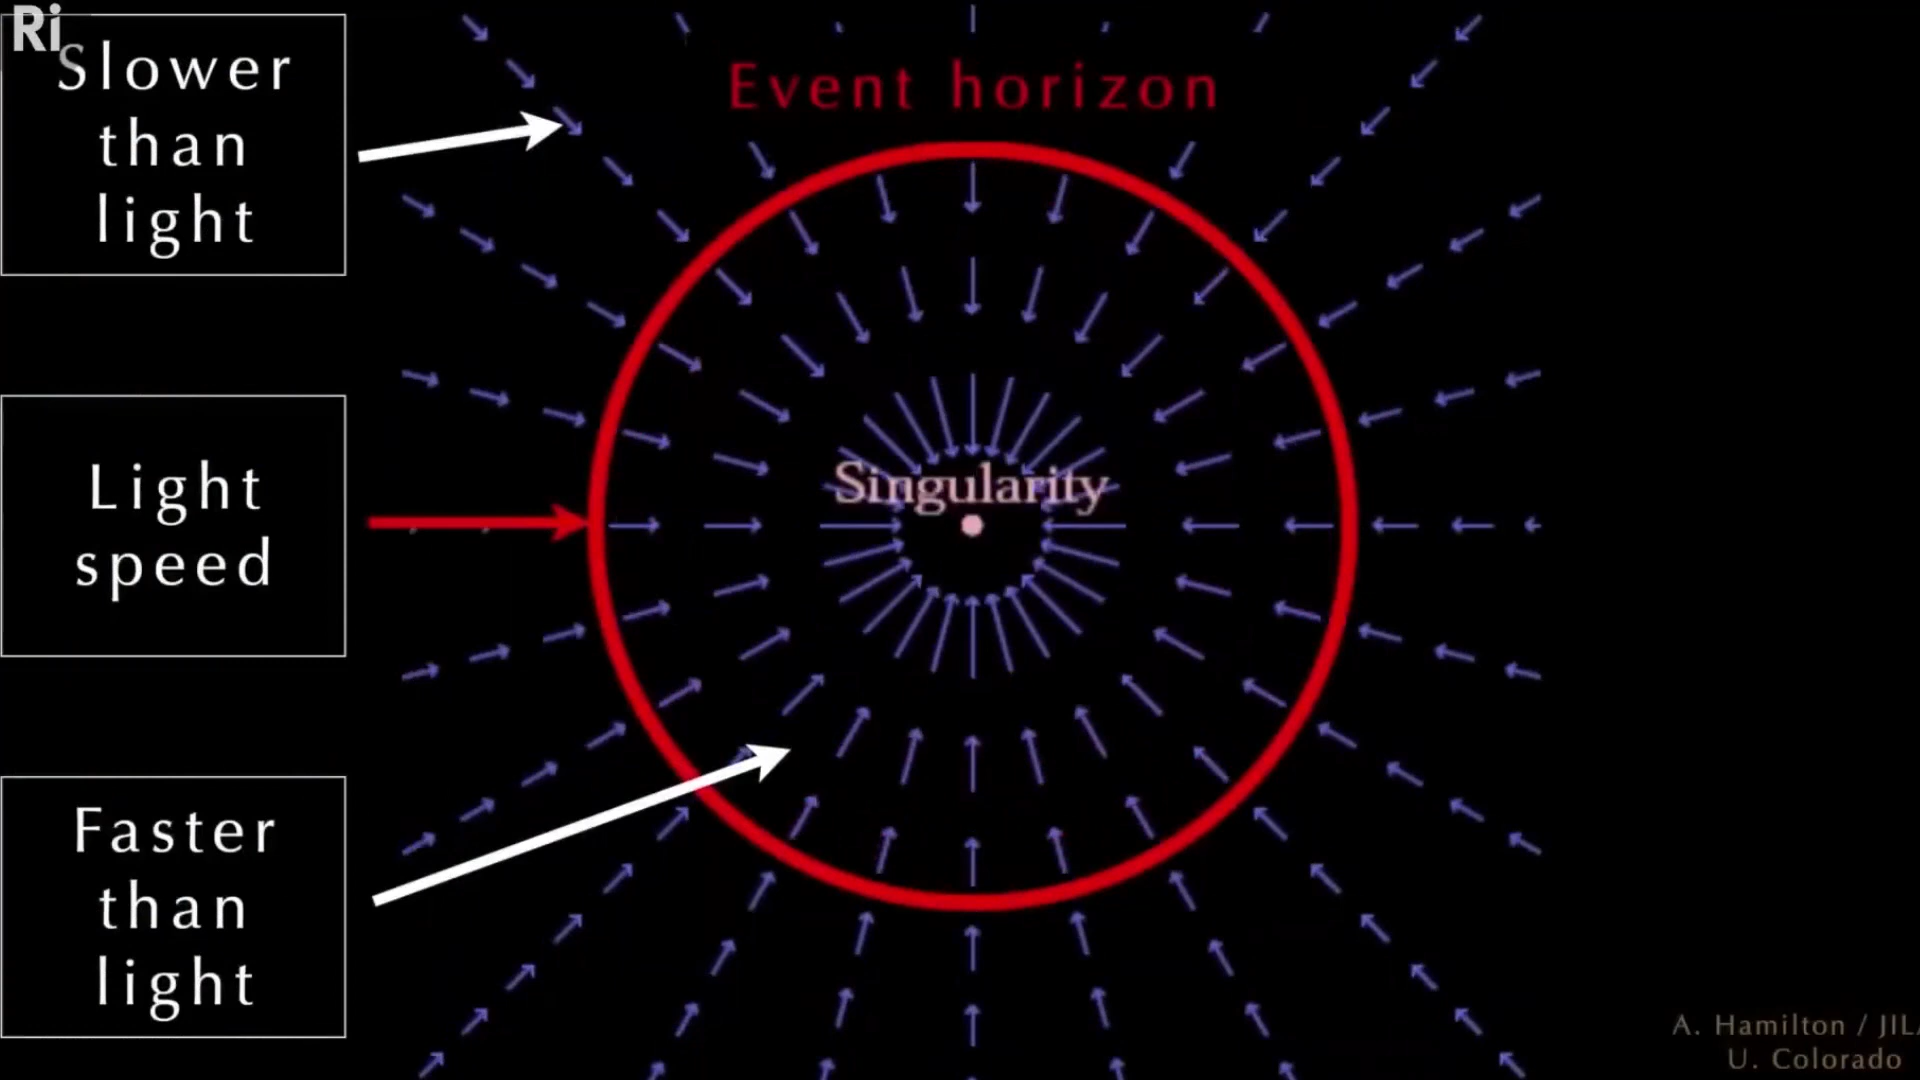 Ri
Slower
than
light
Event horizon
Light
speed
Singularity
Faster
than
light
A. Hamilton / JILA
U. Colorado